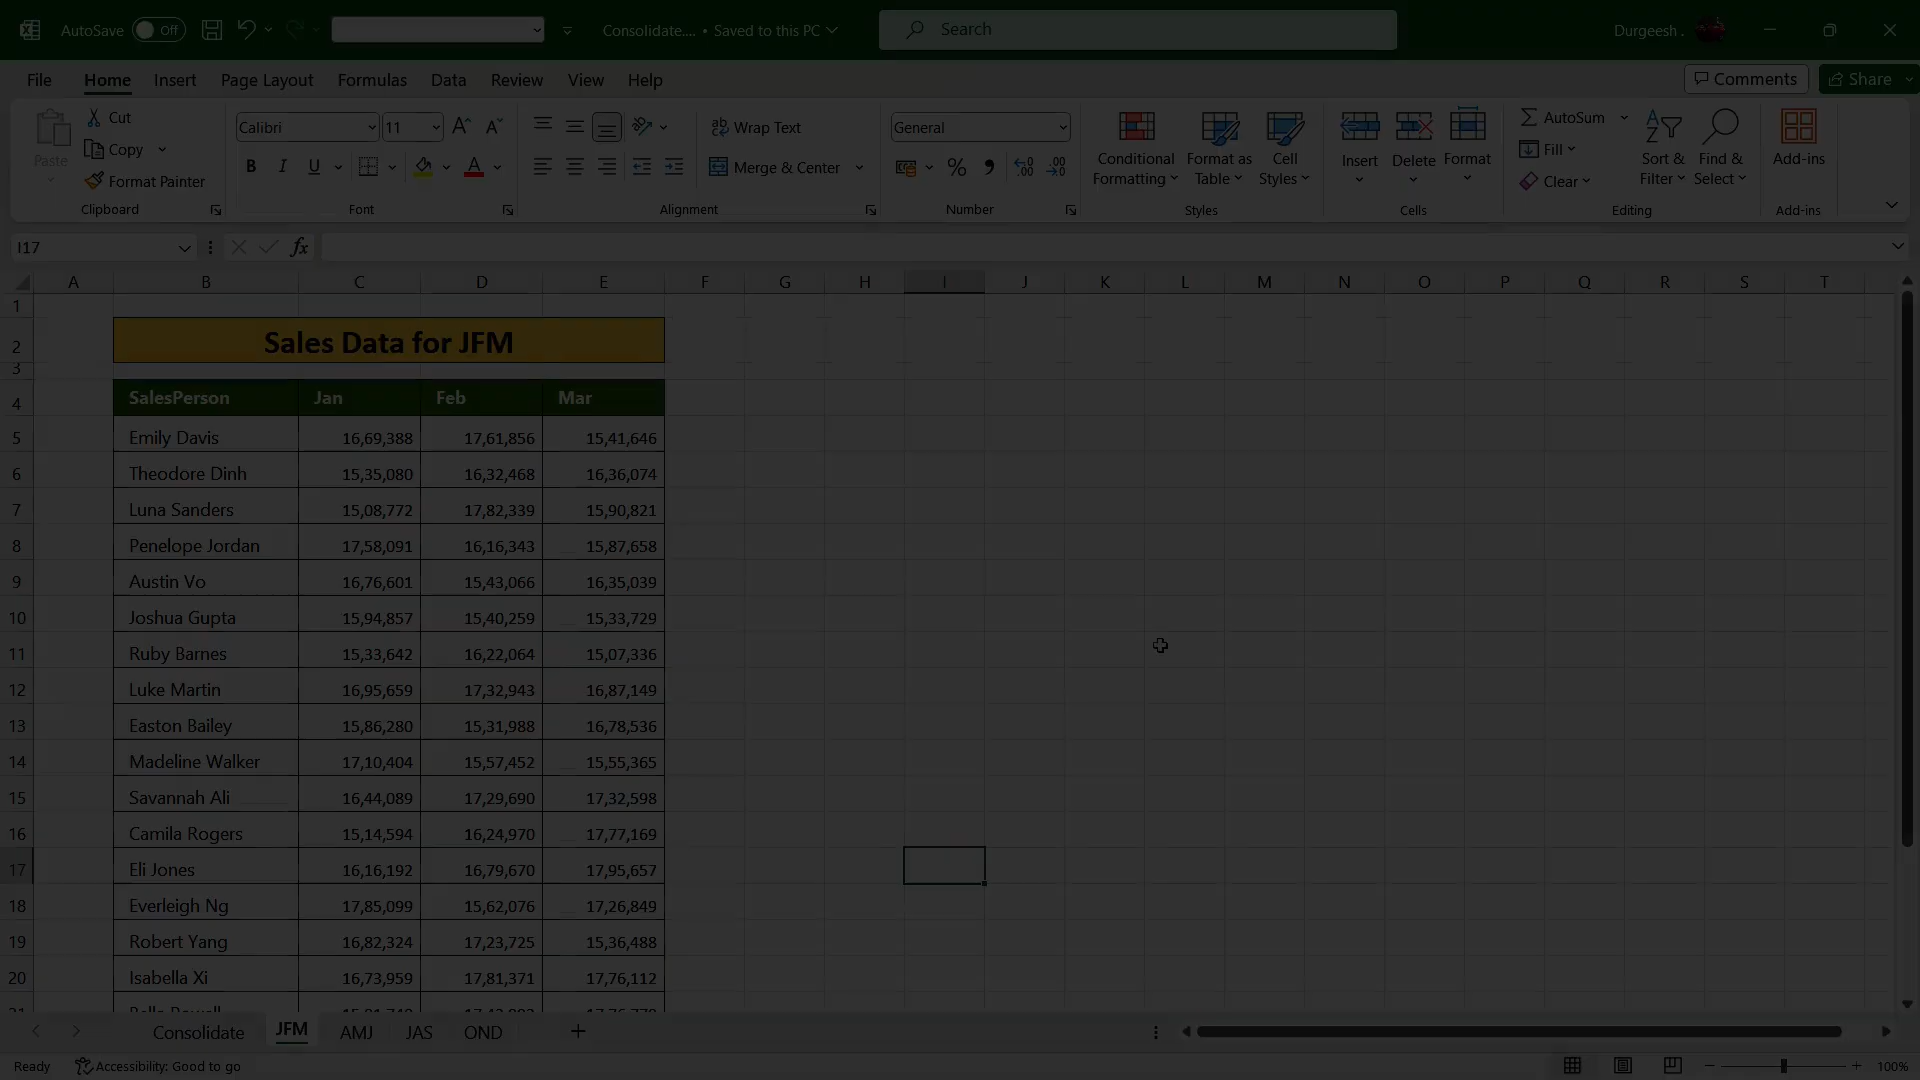 AutoSave Off Consolidate.... • Saved to this PC Search Durgeesh .
File Home Insert Page Layout Formulas Data Review View Help Comments Share
Paste Cut Copy Format Painter Clipboard
Calibri 11 B I U A Font
ab Wrap Text Merge & Center Alignment
General % Number
Conditional Formatting Format as Table Cell Styles Styles
Insert Delete Format Cells
AutoSum Fill Clear Sort & Filter Find & Select Editing
Add-ins Add-ins
I17 fx
A B C D E F G H I J K L M N O P Q R S T
1
2 Sales Data for JFM
3
4 SalesPerson Jan Feb Mar
5 Emily Davis 16,69,388 17,61,856 15,41,646
6 Theodore Dinh 15,35,080 16,32,468 16,36,074
7 Luna Sanders 15,08,772 17,82,339 15,90,821
8 Penelope Jordan 17,58,091 16,16,343 15,87,658
9 Austin Vo 16,76,601 15,43,066 16,35,039
10 Joshua Gupta 15,94,857 15,40,259 15,33,729
11 Ruby Barnes 15,33,642 16,22,064 15,07,336
12 Luke Martin 16,95,659 17,32,943 16,87,149
13 Easton Bailey 15,86,280 15,31,988 16,78,536
14 Madeline Walker 17,10,404 15,57,452 15,55,365
15 Savannah Ali 16,44,089 17,29,690 17,32,598
16 Camila Rogers 15,14,594 16,24,970 17,77,169
17 Eli Jones 16,16,192 16,79,670 17,95,657
18 Everleigh Ng 17,85,099 15,62,076 17,26,849
19 Robert Yang 16,82,324 17,23,725 15,36,488
20 Isabella Xi 16,73,959 17,81,371 17,76,112
Consolidate JFM AMJ JAS OND
Ready Accessibility: Good to go 100%